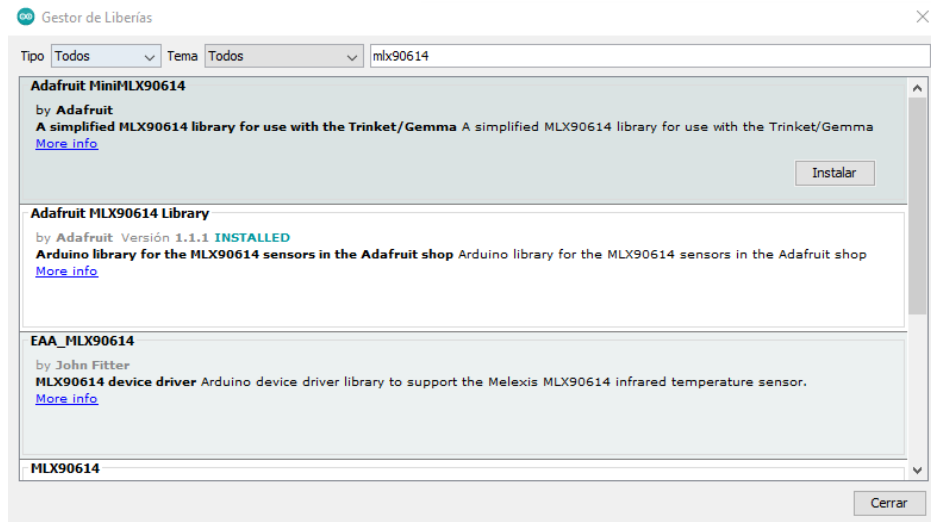 Gestor de Liberías
Tipo Todos Tema Todos mlx90614
Adafruit MiniMLX90614
by Adafruit
A simplified MLX90614 library for use with the Trinket/Gemma A simplified MLX90614 library for use with the Trinket/Gemma
More info
Instalar
Adafruit MLX90614 Library
by Adafruit Versión 1.1.1 INSTALLED
Arduino library for the MLX90614 sensors in the Adafruit shop Arduino library for the MLX90614 sensors in the Adafruit shop
More info
EAA_MLX90614
by John Fitter
MLX90614 device driver Arduino device driver library to support the Melexis MLX90614 infrared temperature sensor.
More info
MLX90614
Cerrar